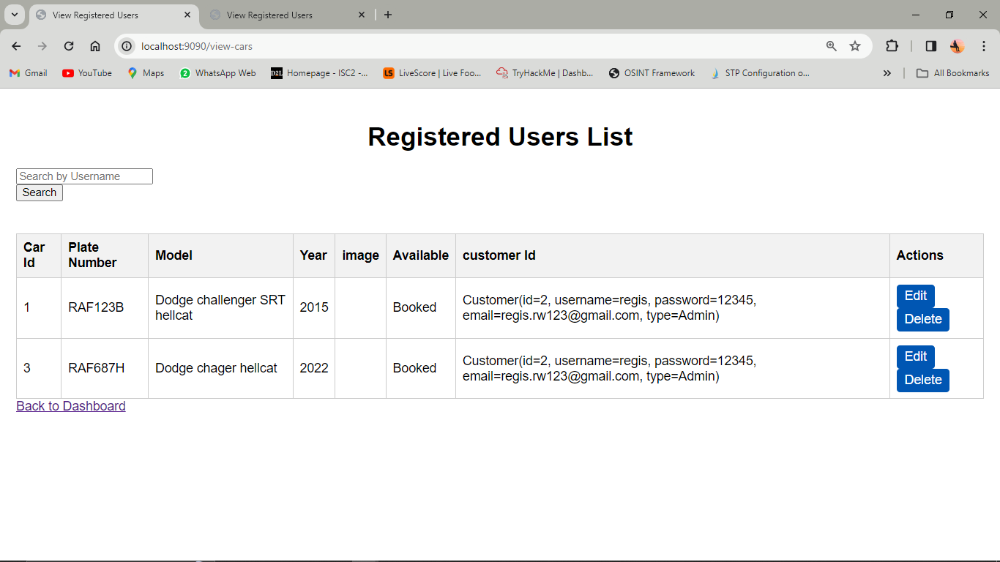 View Registered Users
View Registered Users
localhost:9090/view-cars
Gmail
YouTube
Maps
2 WhatsApp Web
D2L Homepage - ISC2 -...
LS LiveScore | Live Foo...
TryHackMe | Dashb...
OSINT Framework
STP Configuration o...
All Bookmarks
Registered Users List
Search by Username
Search
Car Id Plate Number Model Year image Available customer Id Actions
1 RAF123B Dodge challenger SRT hellcat 2015 Booked Customer(id=2, username=regis, password=12345,
email=regis.rw123@gmail.com, type=Admin)
Edit
Delete
3 RAF687H Dodge chager hellcat 2022 Booked Customer(id=2, username=regis, password=12345,
email=regis.rw123@gmail.com, type=Admin)
Edit
Delete
Back to Dashboard